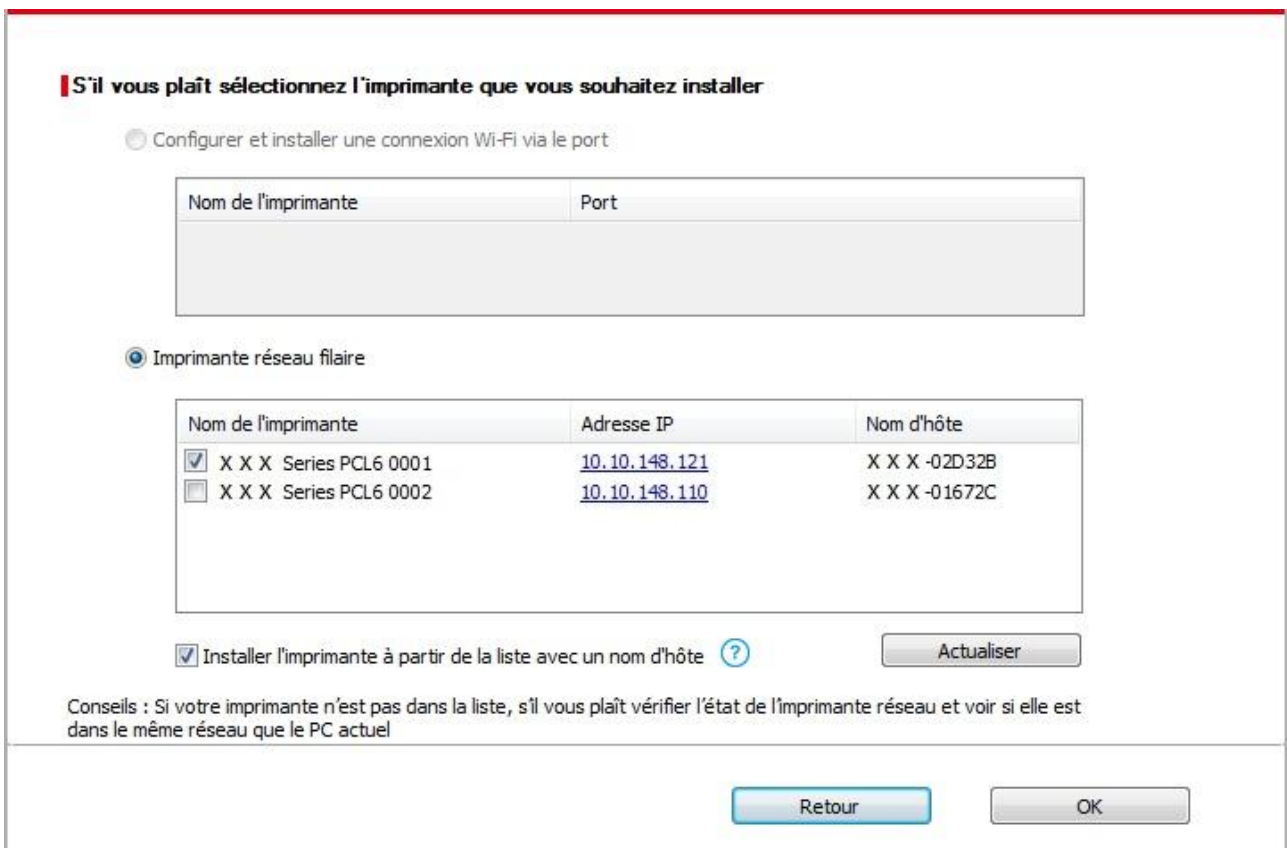 S'il vous plaît sélectionnez l'imprimante que vous souhaitez installer
Configurer et installer une connexion Wi-Fi via le port
Nom de l'imprimante Port
Imprimante réseau filaire
Nom de l'imprimante Adresse IP Nom d'hôte
X X X Series PCL6 0001 10.10.148.121 X X X -02D32B
X X X Series PCL6 0002 10.10.148.110 X X X -01672C
Installer l'imprimante à partir de la liste avec un nom d'hôte ? Actualiser
Conseils : Si votre imprimante n'est pas dans la liste, s'il vous plaît vérifier l'état de l'imprimante réseau et voir si elle est
dans le même réseau que le PC actuel
Retour OK